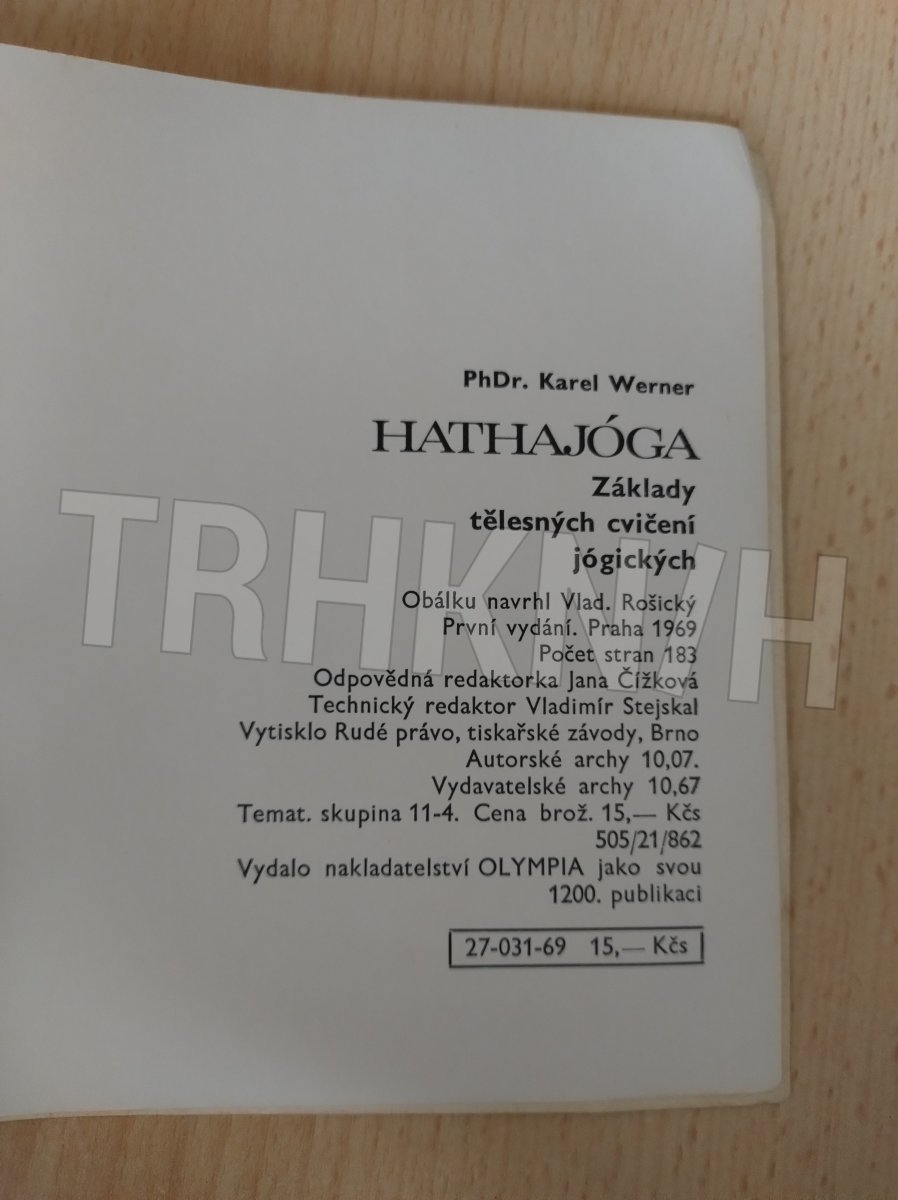 PhDr. Karel Werner
HATHAJÓGA
Základy
tělesných cvičení
jógických
Obálku navrhl Vlad. Rošický
První vydání. Praha 1969
Počet stran 183
Odpovědná redaktorka Jana Čížková
Technický redaktor Vladimír Stejskal
Vytisklo Rudé právo, tiskařské závody, Brno
Autorské archy 10,07.
Vydavatelské archy 10,67
Temat. skupina 11-4. Cena brož. 15,— Kčs
505/21/862
Vydalo nakladatelství OLYMPIA jako svou
1200. publikaci
27-031-69 15,— Kčs
TRHKNIH